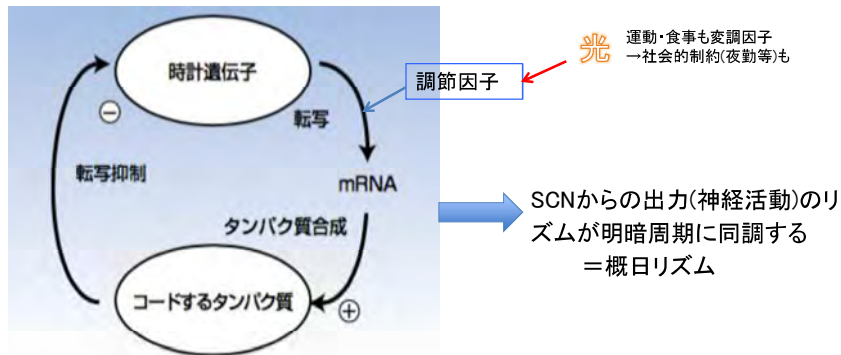 時計遺伝子
⊖
転写
転写抑制
mRNA
タンパク質合成
コードするタンパク質
⊕
調節因子
光
運動・食事も変調因子
→社会的制約(夜勤等)も
SCNからの出力(神経活動)のリ
ズムが明暗周期に同調する
＝概日リズム